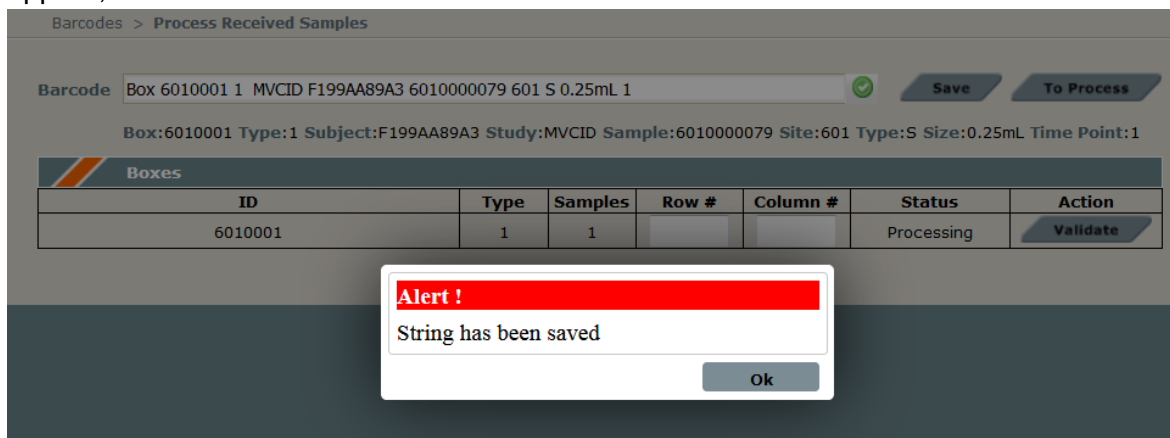 Barcodes > Process Received Samples
Barcode Box 6010001 1 MVCID F199AA89A3 6010000079 601 S 0.25mL 1 Save To Process
Box:6010001 Type:1 Subject:F199AA89A3 Study:MVCID Sample:6010000079 Site:601 Type:S Size:0.25mL Time Point:1
Boxes
ID Type Samples Row # Column # Status Action
6010001 1 1 Processing Validate
Alert !
String has been saved
Ok